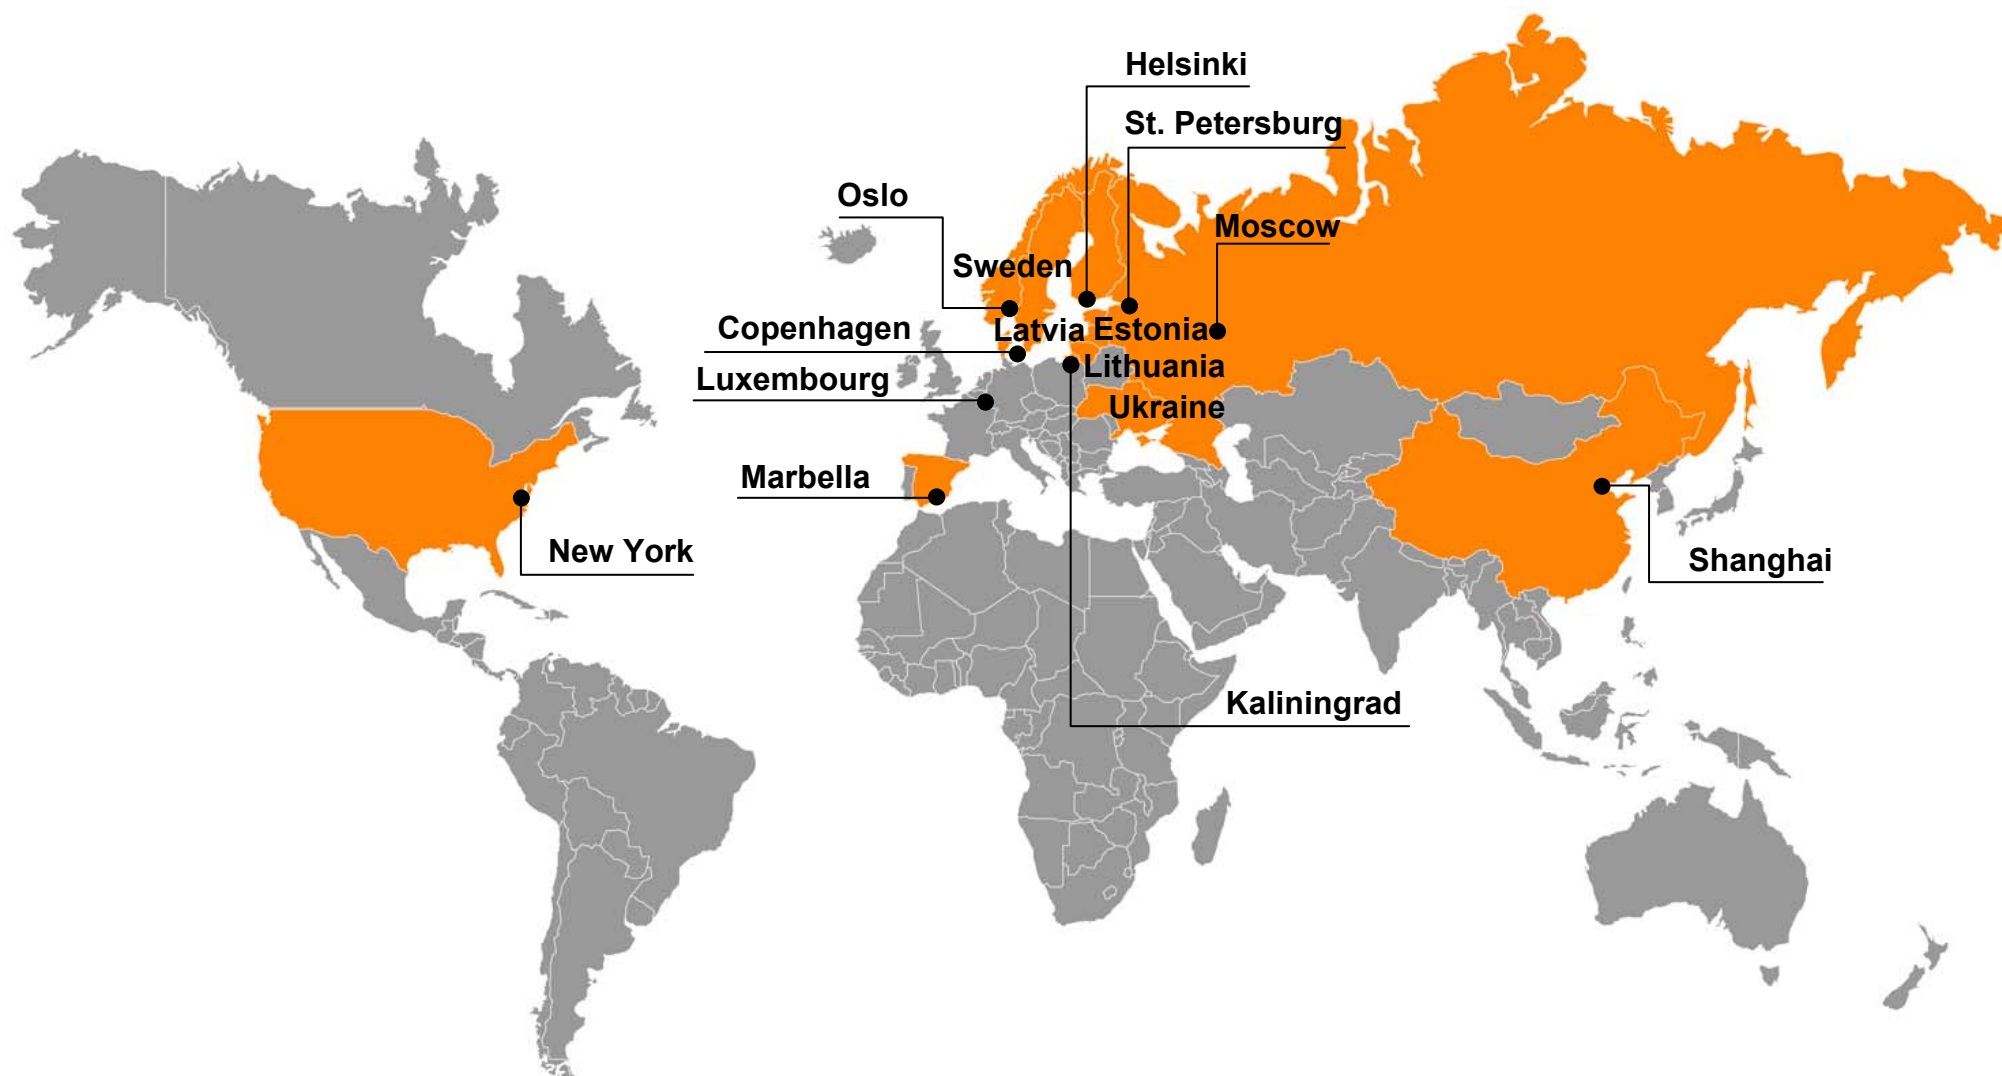 Helsinki
St. Petersburg
Oslo
Moscow
Sweden
Copenhagen
Latvia
Estonia
Lithuania
Luxembourg
Ukraine
Marbella
New York
Shanghai
Kaliningrad